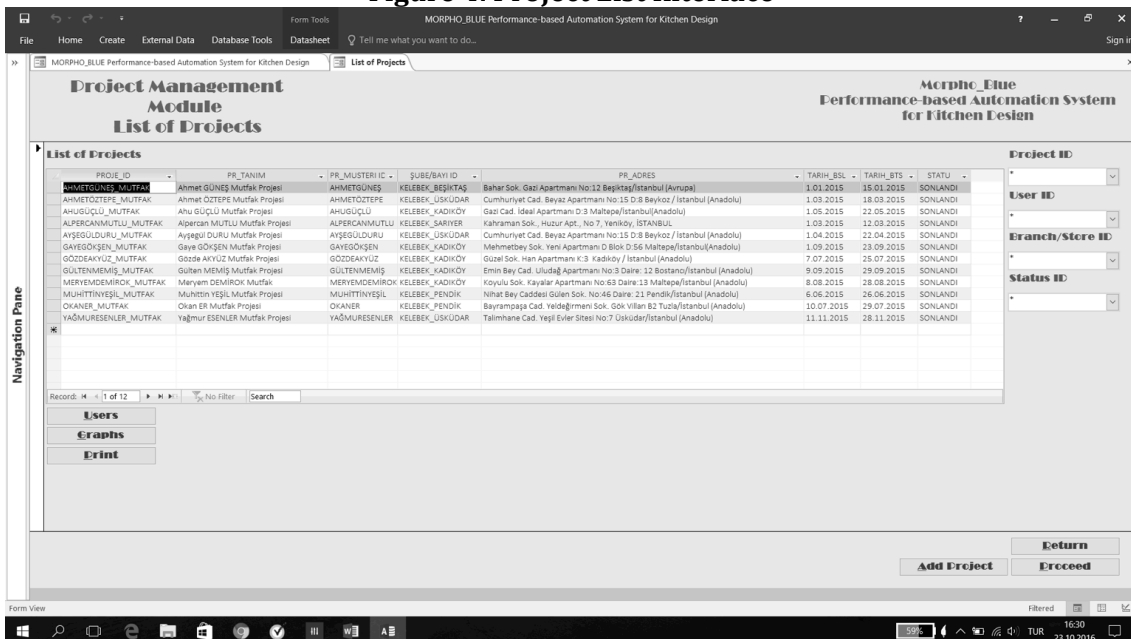 Figure 4: Project List Interface
Form Tools
MORPHO_BLUE Performance-based Automation System for Kitchen Design
?
File Home Create External Data Database Tools Datasheet Tell me what you want to do...
Sign in
MORPHO_BLUE Performance-based Automation System for Kitchen Design List of Projects
Project Management
Module
List of Projects
Morpho_Blue
Performance-based Automation System
for Kitchen Design
List of Projects
PROJE_ID PR_TANIM PR_MUSTERI IC ŞUBE/BAYI ID PR_ADRES TARIH_BSL TARIH_BTS STATU
AHMETGÜNEŞ_MUTFAK Ahmet GÜNEŞ Mutfak Projesi AHMETGÜNEŞ KELEBEK_BEŞİKTAŞ Bahar Sok. Gazi Apartmanı No:12 Beşiktaş/İstanbul (Avrupa) 1.01.2015 15.01.2015 SONLANDI
AHMETÖZTEPE_MUTFAK Ahmet ÖZTEPE Mutfak Projesi AHMETÖZTEPE KELEBEK_ÜSKÜDAR Cumhuriyet Cad. Beyaz Apartmanı No:15 D:8 Beykoz / İstanbul (Anadolu) 1.03.2015 18.03.2015 SONLANDI
AHUGÜÇLÜ_MUTFAK Ahu GÜÇLÜ Mutfak Projesi AHUGÜÇLÜ KELEBEK_KADIKÖY Gazi Cad. İdeal Apartmanı D:3 Maltepe/İstanbul(Anadolu) 1.05.2015 22.05.2015 SONLANDI
ALPERCANMUTLU_MUTFAK Alpercan MUTLU Mutfak Projesi ALPERCANMUTLU KELEBEK_SARIYER Kahraman Sok., Huzur Apt., No 7, Yeniköy, İSTANBUL 1.03.2015 12.03.2015 SONLANDI
AYŞEGÜLDURU_MUTFAK Ayşegül DURU Mutfak Projesi AYŞEGÜLDURU KELEBEK_ÜSKÜDAR Cumhuriyet Cad. Beyaz Apartmanı No:15 D:8 Beykoz / İstanbul (Anadolu) 1.04.2015 22.04.2015 SONLANDI
GAYEGÖKŞEN_MUTFAK Gaye GÖKŞEN Mutfak Projesi GAYEGÖKŞEN KELEBEK_KADIKÖY Mehmetbey Sok. Yeni Apartmanı D Blok D:56 Maltepe/İstanbul(Anadolu) 1.09.2015 23.09.2015 SONLANDI
GÖZDEAKYÜZ_MUTFAK Gözde AKYÜZ Mutfak Projesi GÖZDEAKYÜZ KELEBEK_KADIKÖY Güzel Sok. Han Apartmanı K:3 Kadıköy / İstanbul (Anadolu) 7.07.2015 25.07.2015 SONLANDI
GÜLTENMEMİŞ_MUTFAK Gülten MEMİŞ Mutfak Projesi GÜLTENMEMİŞ KELEBEK_KADIKÖY Emin Bey Cad. Uludağ Apartmanı No:3 Daire: 12 Bostancı/İstanbul (Anadolu) 9.09.2015 29.09.2015 SONLANDI
MERYEMDEMİROK_MUTFAK Meryem DEMİROK Mutfak MERYEMDEMİROK KELEBEK_KADIKÖY Koyulu Sok. Kayalar Apartmanı No:63 Daire:13 Maltepe/İstanbul (Anadolu) 8.08.2015 28.08.2015 SONLANDI
MUHİTTİNYEŞİL_MUTFAK Muhittin YEŞİL Mutfak Projesi MUHİTTİNYEŞİL KELEBEK_PENDİK Nihat Bey Caddesi Gülen Sok. No:46 Daire: 21 Pendik/İstanbul (Anadolu) 6.06.2015 26.06.2015 SONLANDI
OKANER_MUTFAK Okan ER Mutfak Projesi OKANER KELEBEK_PENDİK Bayrampaşa Cad. Yeldeğirmeni Sok. Gök Vilları B2 Tuzla/İstanbul (Anadolu) 10.07.2015 29.07.2015 SONLANDI
YAĞMURESENLER_MUTFAK Yağmur ESENLER Mutfak Projesi YAĞMURESENLER KELEBEK_ÜSKÜDAR Talimhane Cad. Yeşil Evler Sitesi No:7 Üsküdar/İstanbul (Anadolu) 11.11.2015 28.11.2015 SONLANDI
Project ID
*
User ID
*
Branch/Store ID
*
Status ID
*
Navigation Pane
Record: 1 of 12 No Filter Search
Users
Graphs
Print
Return
Add Project Proceed
Form View Filtered
59% TUR 16:30
23.10.2016